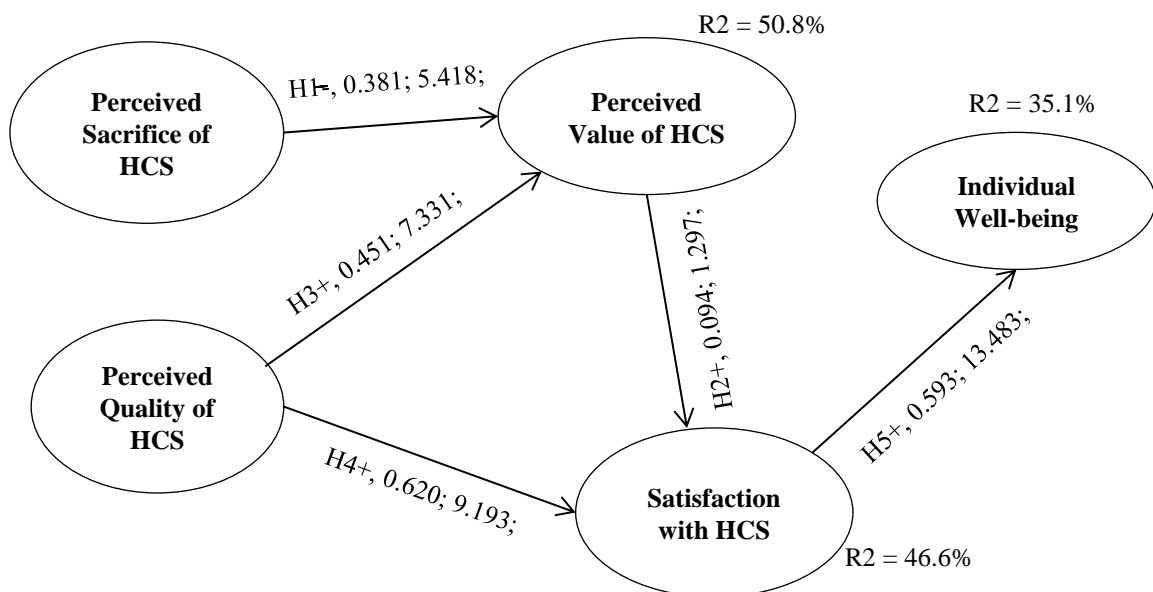 R2 = 50.8%
H1-, 0.381; 5.418;
Perceived
Sacrifice of
HCS
Perceived
Value of HCS
R2 = 35.1%
Individual
Well-being
H3+, 0.451; 7.331;
H2+, 0.094; 1.297;
Perceived
Quality of
HCS
H4+, 0.620; 9.193;
H5+, 0.593; 13.483;
Satisfaction
with HCS
R2 = 46.6%